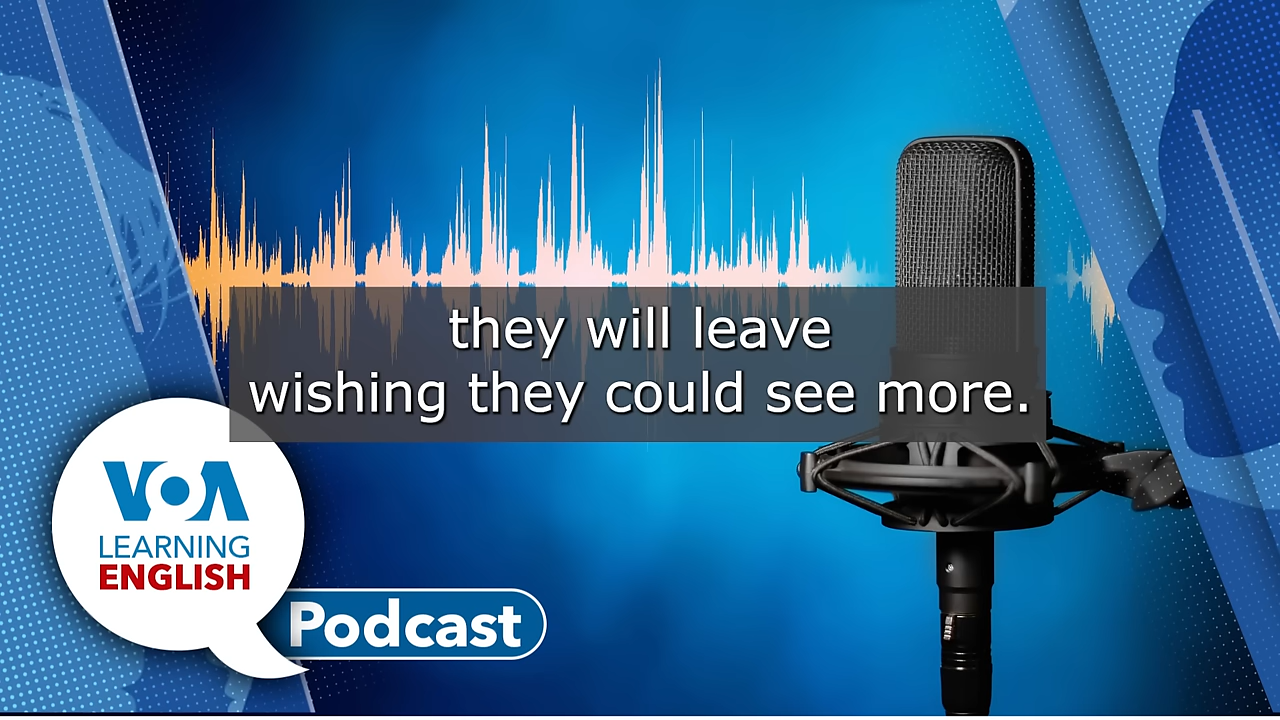 they will leave
wishing they could see more.
VOA
LEARNING
ENGLISH
Podcast